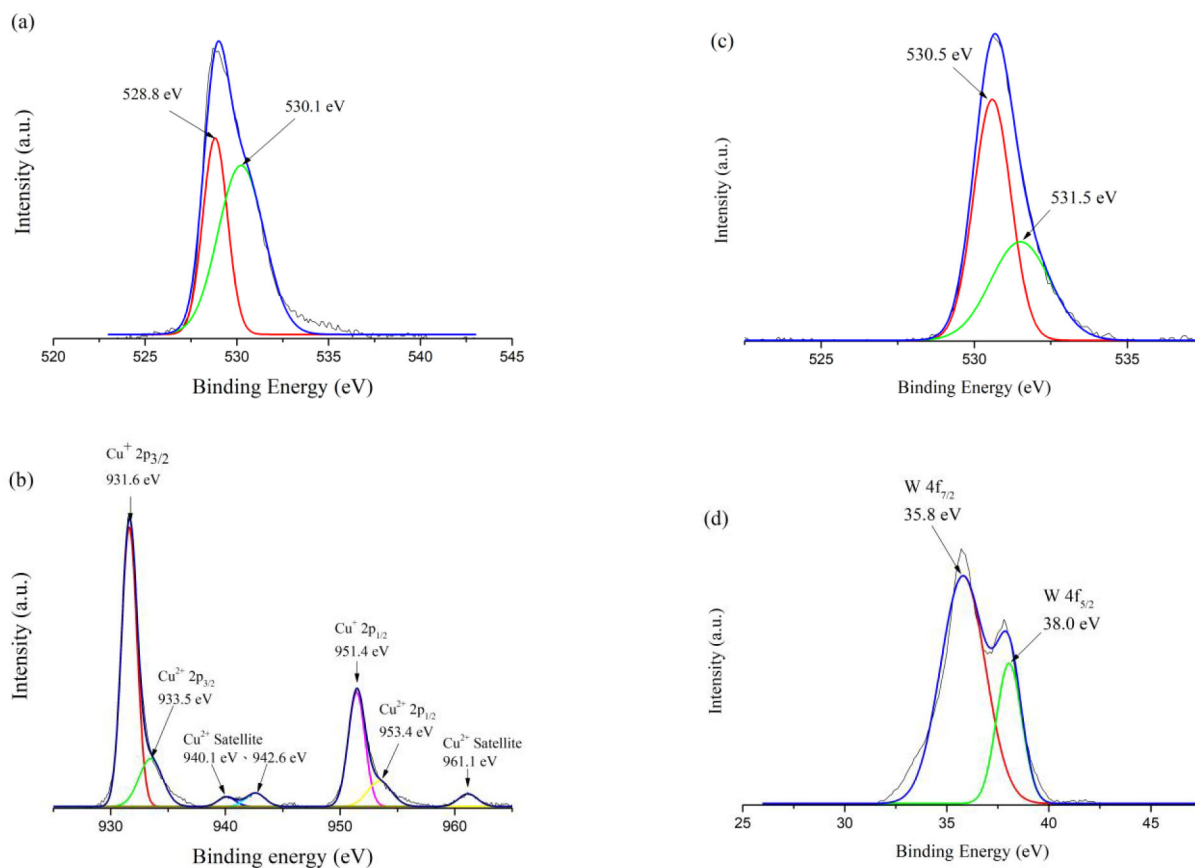 (a)
528.8 eV
530.1 eV
Intensity (a.u.)
520 525 530 535 540 545
Binding Energy (eV)
(c)
530.5 eV
531.5 eV
Intensity (a.u.)
525 530 535
Binding Energy (eV)
(b)
Cu⁺ 2p₃/₂
931.6 eV
Cu²⁺ 2p₃/₂
933.5 eV
Cu²⁺ Satellite
940.1 eV、942.6 eV
Cu⁺ 2p₁/₂
951.4 eV
Cu²⁺ 2p₁/₂
953.4 eV
Cu²⁺ Satellite
961.1 eV
Intensity (a.u.)
930 940 950 960
Binding energy (eV)
(d)
W 4f₇/₂
35.8 eV
W 4f₅/₂
38.0 eV
Intensity (a.u.)
25 30 35 40 45
Binding Energy (eV)